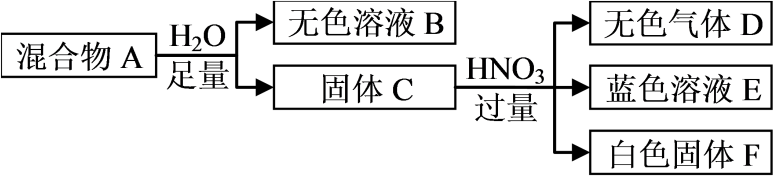 混合物 A
H₂O
足量
无色溶液 B
固体 C
HNO₃
过量
无色气体 D
蓝色溶液 E
白色固体 F